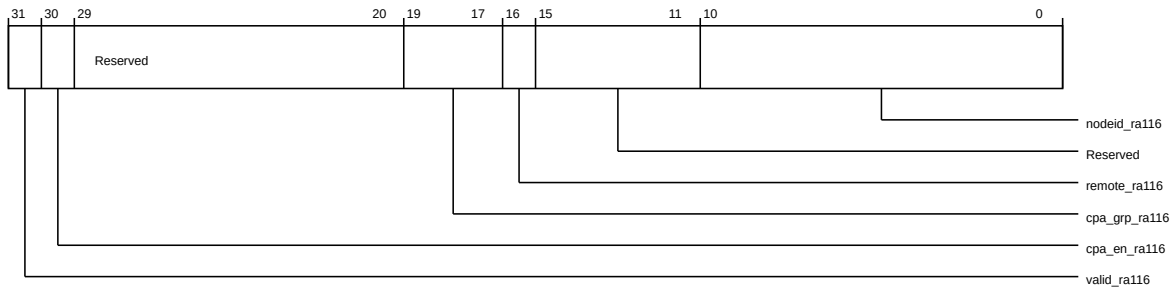 31 30 29 20 19 17 16 15 11 10 0
Reserved
nodeid_ra116
Reserved
remote_ra116
cpa_grp_ra116
cpa_en_ra116
valid_ra116